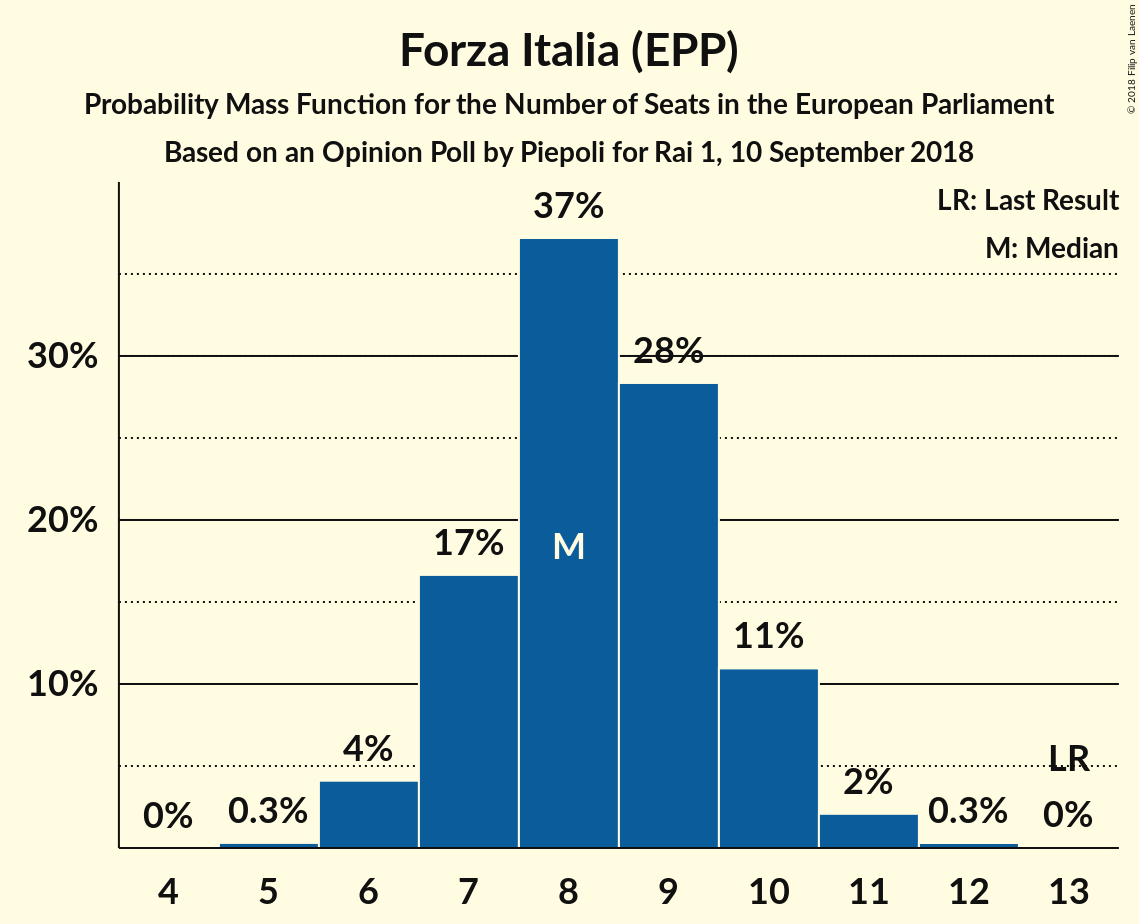 Forza Italia (EPP)
Probability Mass Function for the Number of Seats in the European Parliament
Based on an Opinion Poll by Piepoli for Rai 1, 10 September 2018
© 2018 Filip van Laenen
LR: Last Result
M: Median
37%
30%
28%
20%
17%
M
11%
10%
4%
LR
2%
0%
0.3%
0.3%
0%
4 5 6 7 8 9 10 11 12 13